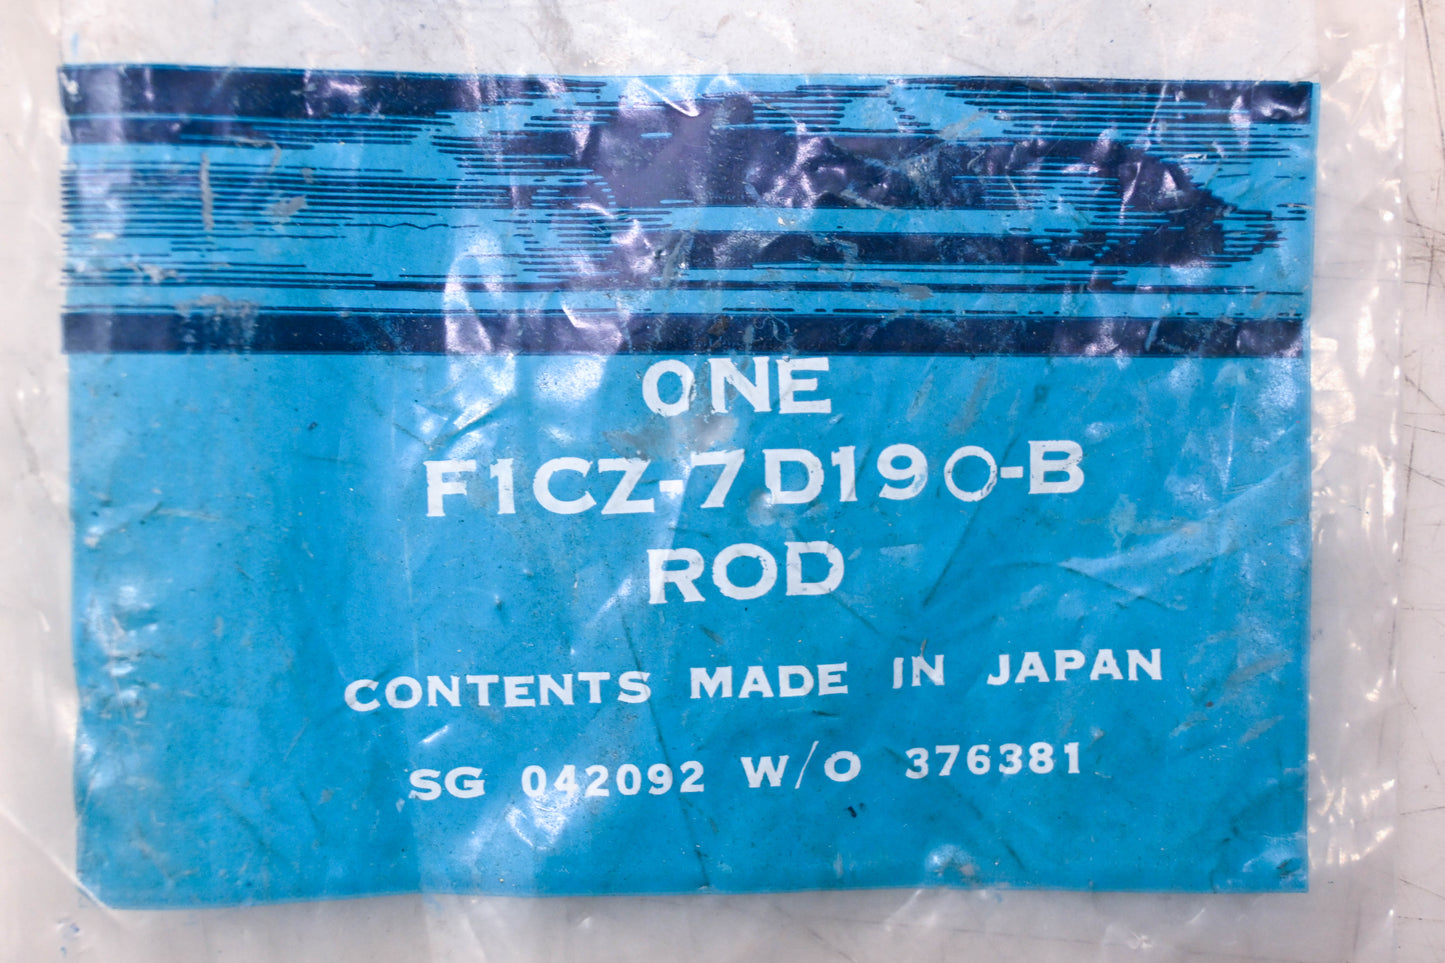 ONE
F1CZ-7D190-B
ROD
CONTENTS MADE IN JAPAN
SG 042092 W/O 376381